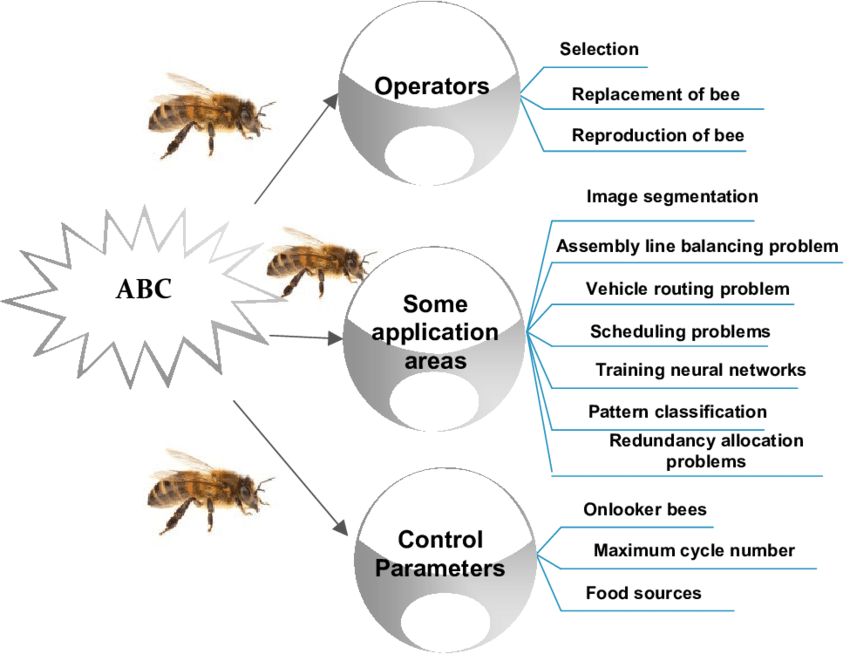 ABC
Operators
Selection
Replacement of bee
Reproduction of bee
Some
application
areas
Image segmentation
Assembly line balancing problem
Vehicle routing problem
Scheduling problems
Training neural networks
Pattern classification
Redundancy allocation
problems
Control
Parameters
Onlooker bees
Maximum cycle number
Food sources